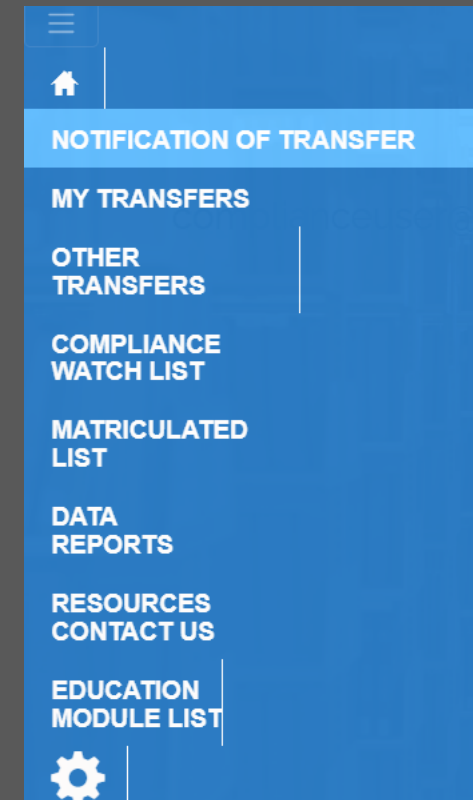 NOTIFICATION OF TRANSFER
MY TRANSFERS
OTHER
TRANSFERS
COMPLIANCE
WATCH LIST
MATRICULATED
LIST
DATA
REPORTS
RESOURCES
CONTACT US
EDUCATION
MODULE LIST